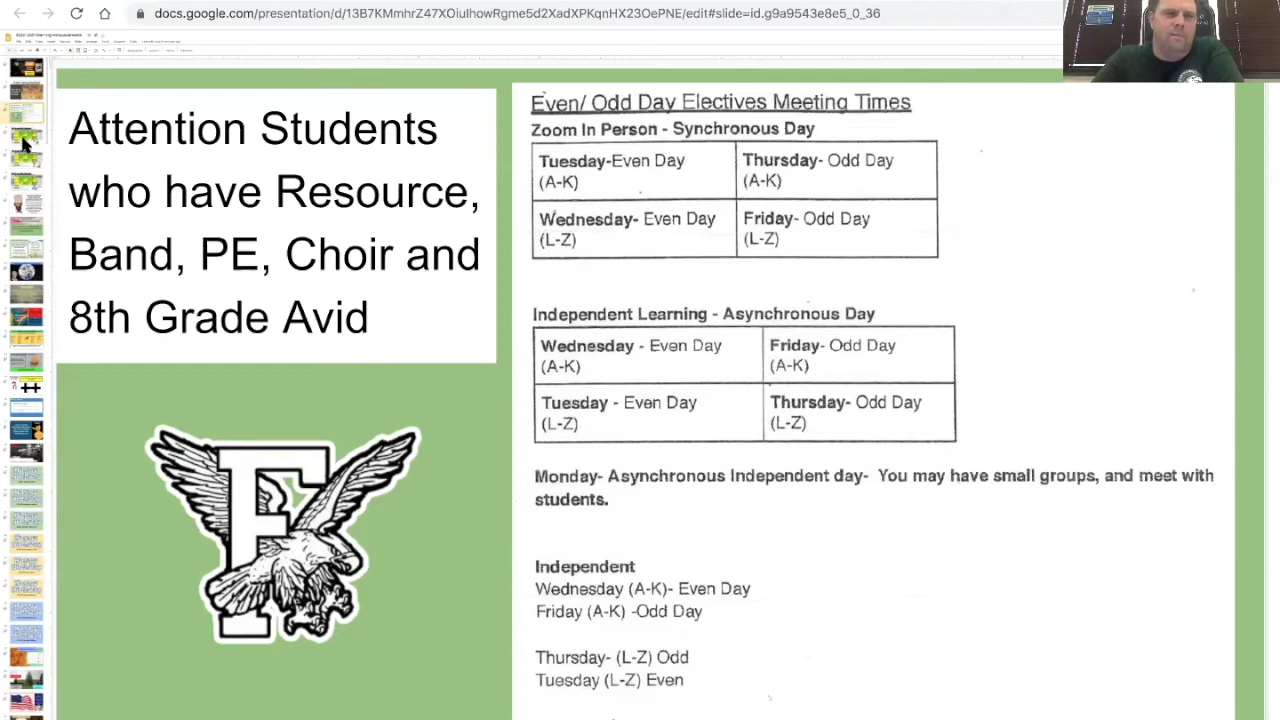 docs.google.com/presentation/d/13B7KMmhrZ47XOiulhowRgme5d2XadXPKqnHX23OePNE/edit#slide=id.g9a9543e8e5_0_36
Attention Students
who have Resource,
Band, PE, Choir and
8th Grade Avid
F
Even/ Odd Day Electives Meeting Times
Zoom In Person - Synchronous Day
Tuesday-Even Day
(A-K)
Thursday- Odd Day
(A-K)
Wednesday- Even Day
(L-Z)
Friday- Odd Day
(L-Z)
Independent Learning - Asynchronous Day
Wednesday - Even Day
(A-K)
Friday- Odd Day
(A-K)
Tuesday - Even Day
(L-Z)
Thursday- Odd Day
(L-Z)
Monday- Asynchronous Independent day- You may have small groups, and meet with
students.
Independent
Wednesday (A-K)- Even Day
Friday (A-K) -Odd Day
Thursday- (L-Z) Odd
Tuesday (L-Z) Even